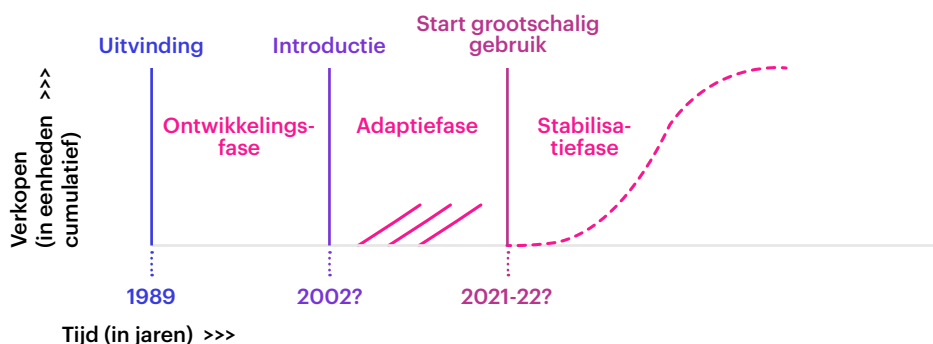 Start grootschalig
gebruik
Uitvinding
Introductie
Ontwikkelings-
fase
Adaptiefase
Stabilisa-
tiefase
Verkopen
(in eenheden >>>
cumulatief)
1989
2002?
2021-22?
Tijd (in jaren) >>>